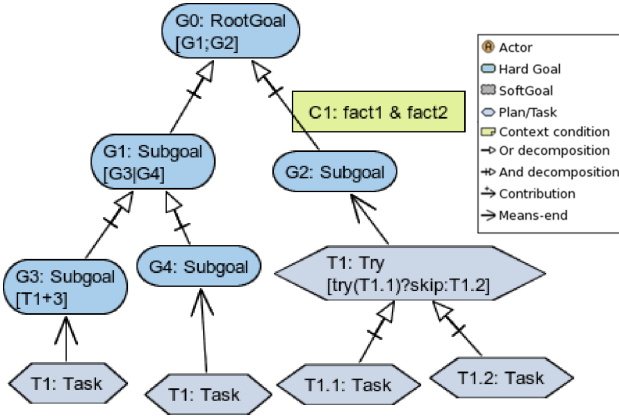 G0: RootGoal
[G1;G2]
C1: fact1 & fact2
G1: Subgoal
[G3|G4]
G2: Subgoal
G3: Subgoal
[T1+3]
G4: Subgoal
T1: Try
[try(T1.1)?skip:T1.2]
T1: Task
T1: Task
T1.1: Task
T1.2: Task
A Actor
Hard Goal
SoftGoal
Plan/Task
Context condition
Or decomposition
And decomposition
+ Contribution
Means-end